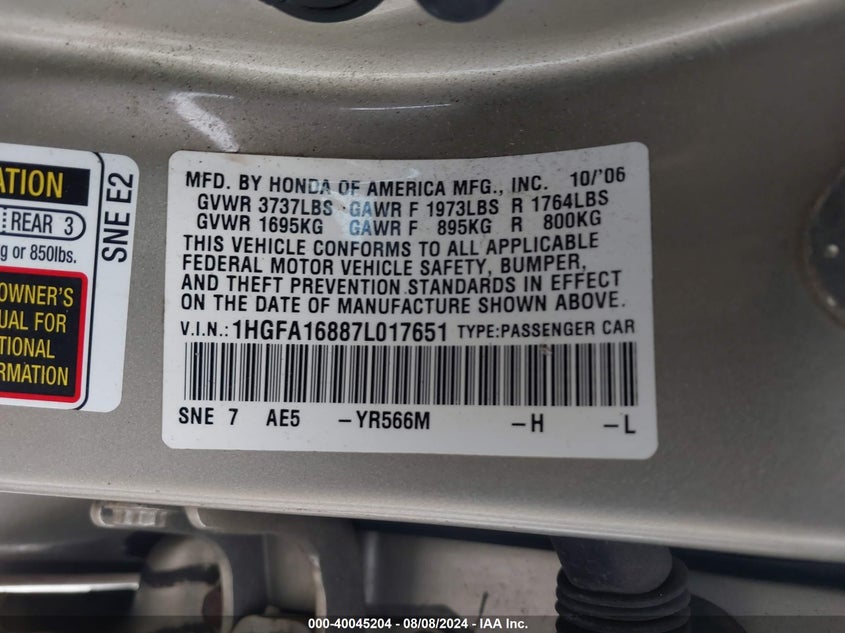 ATION
REAR 3
g or 850lbs.
OWNER'S
UAL FOR
TIONAL
RMATION
SNE E2
MFD. BY HONDA OF AMERICA MFG., INC. 10/'06
GVWR 3737LBS GAWR F 1973LBS R 1764LBS
GVWR 1695KG GAWR F 895KG R 800KG
THIS VEHICLE CONFORMS TO ALL APPLICABLE
FEDERAL MOTOR VEHICLE SAFETY, BUMPER,
AND THEFT PREVENTION STANDARDS IN EFFECT
ON THE DATE OF MANUFACTURE SHOWN ABOVE.
V.I.N.:1HGFA16887L017651 TYPE:PASSENGER CAR
SNE 7 AE5 -YR566M -H -L
000-40045204 - 08/08/2024 - IAA Inc.